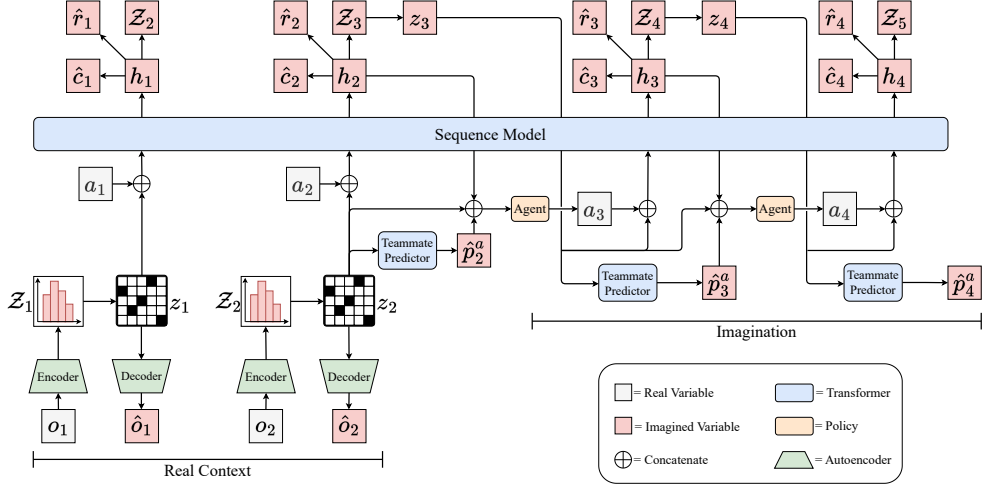 r̂₁ 𝒵₂ r̂₂ 𝒵₃ z₃ r̂₃ 𝒵₄ z₄ r̂₄ 𝒵₅
ĉ₁ h₁ ĉ₂ h₂ ĉ₃ h₃ ĉ₄ h₄
Sequence Model
a₁ a₂
Agent a₃ Agent a₄
Teammate
Predictor
p̂₂ᵃ
Teammate
Predictor
p̂₃ᵃ
Teammate
Predictor
p̂₄ᵃ
𝒵₁ z₁ 𝒵₂ z₂
Imagination
Encoder Decoder Encoder Decoder
o₁ ô₁ o₂ ô₂
Real Context
= Real Variable
= Transformer
= Imagined Variable
= Policy
= Concatenate
= Autoencoder